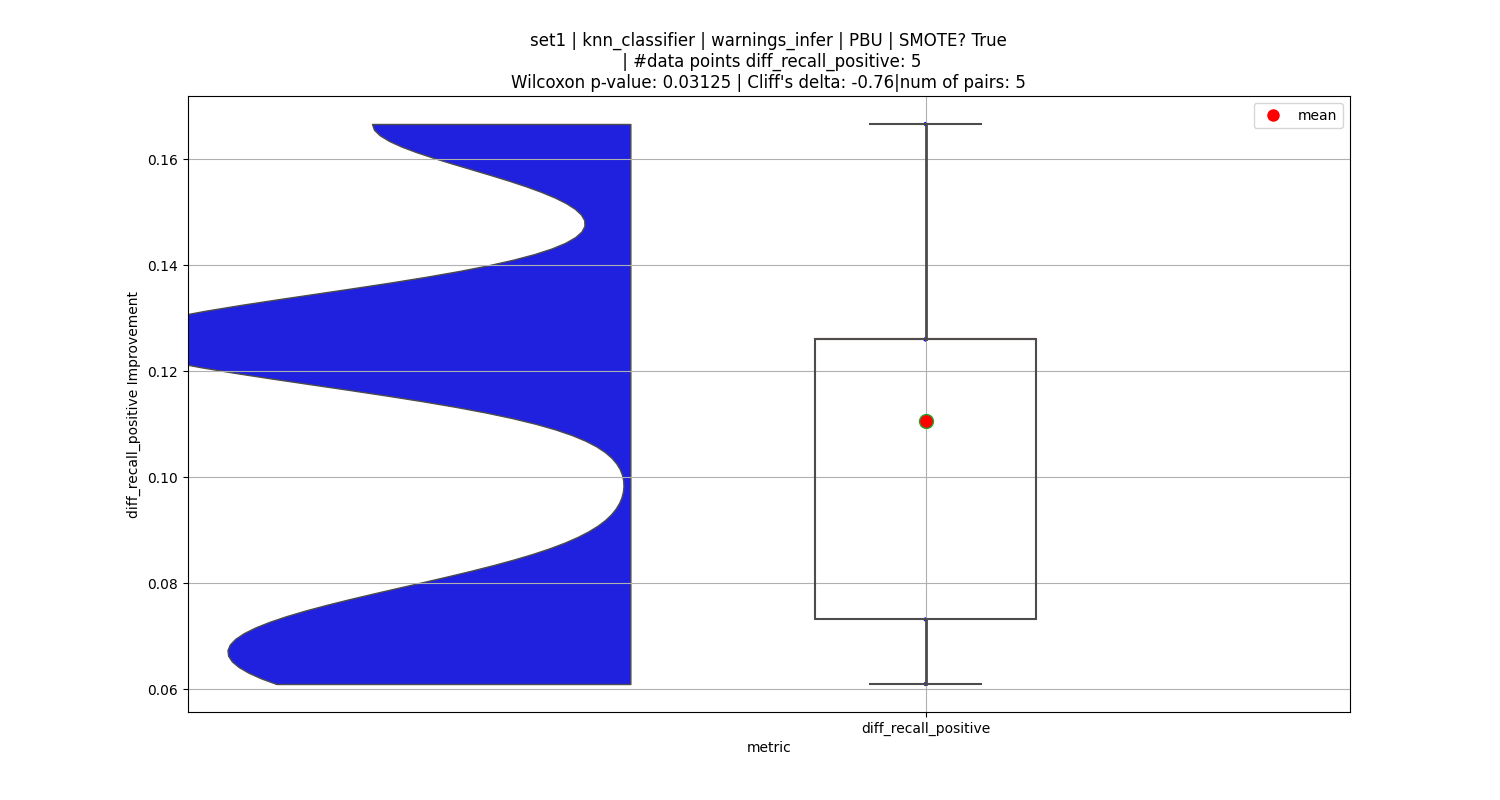 set1 | knn_classifier | warnings_infer | PBU | SMOTE? True
| #data points diff_recall_positive: 5
Wilcoxon p-value: 0.03125 | Cliff's delta: -0.76|num of pairs: 5
mean
0.16
0.14
0.12
0.10
0.08
0.06
diff_recall_positive Improvement
diff_recall_positive
metric